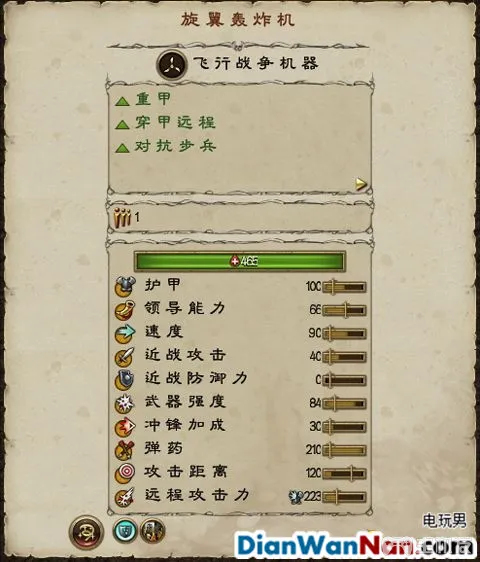 旋翼轰炸机
飞行战争机器
重甲
穿甲远程
对抗步兵
1
465
护甲 100
领导能力 66
速度 90
近战攻击 40
近战防御力 0
武器强度 84
冲锋加成 30
弹药 210
攻击距离 120
远程攻击力 223
电玩男
DianWanNan.com